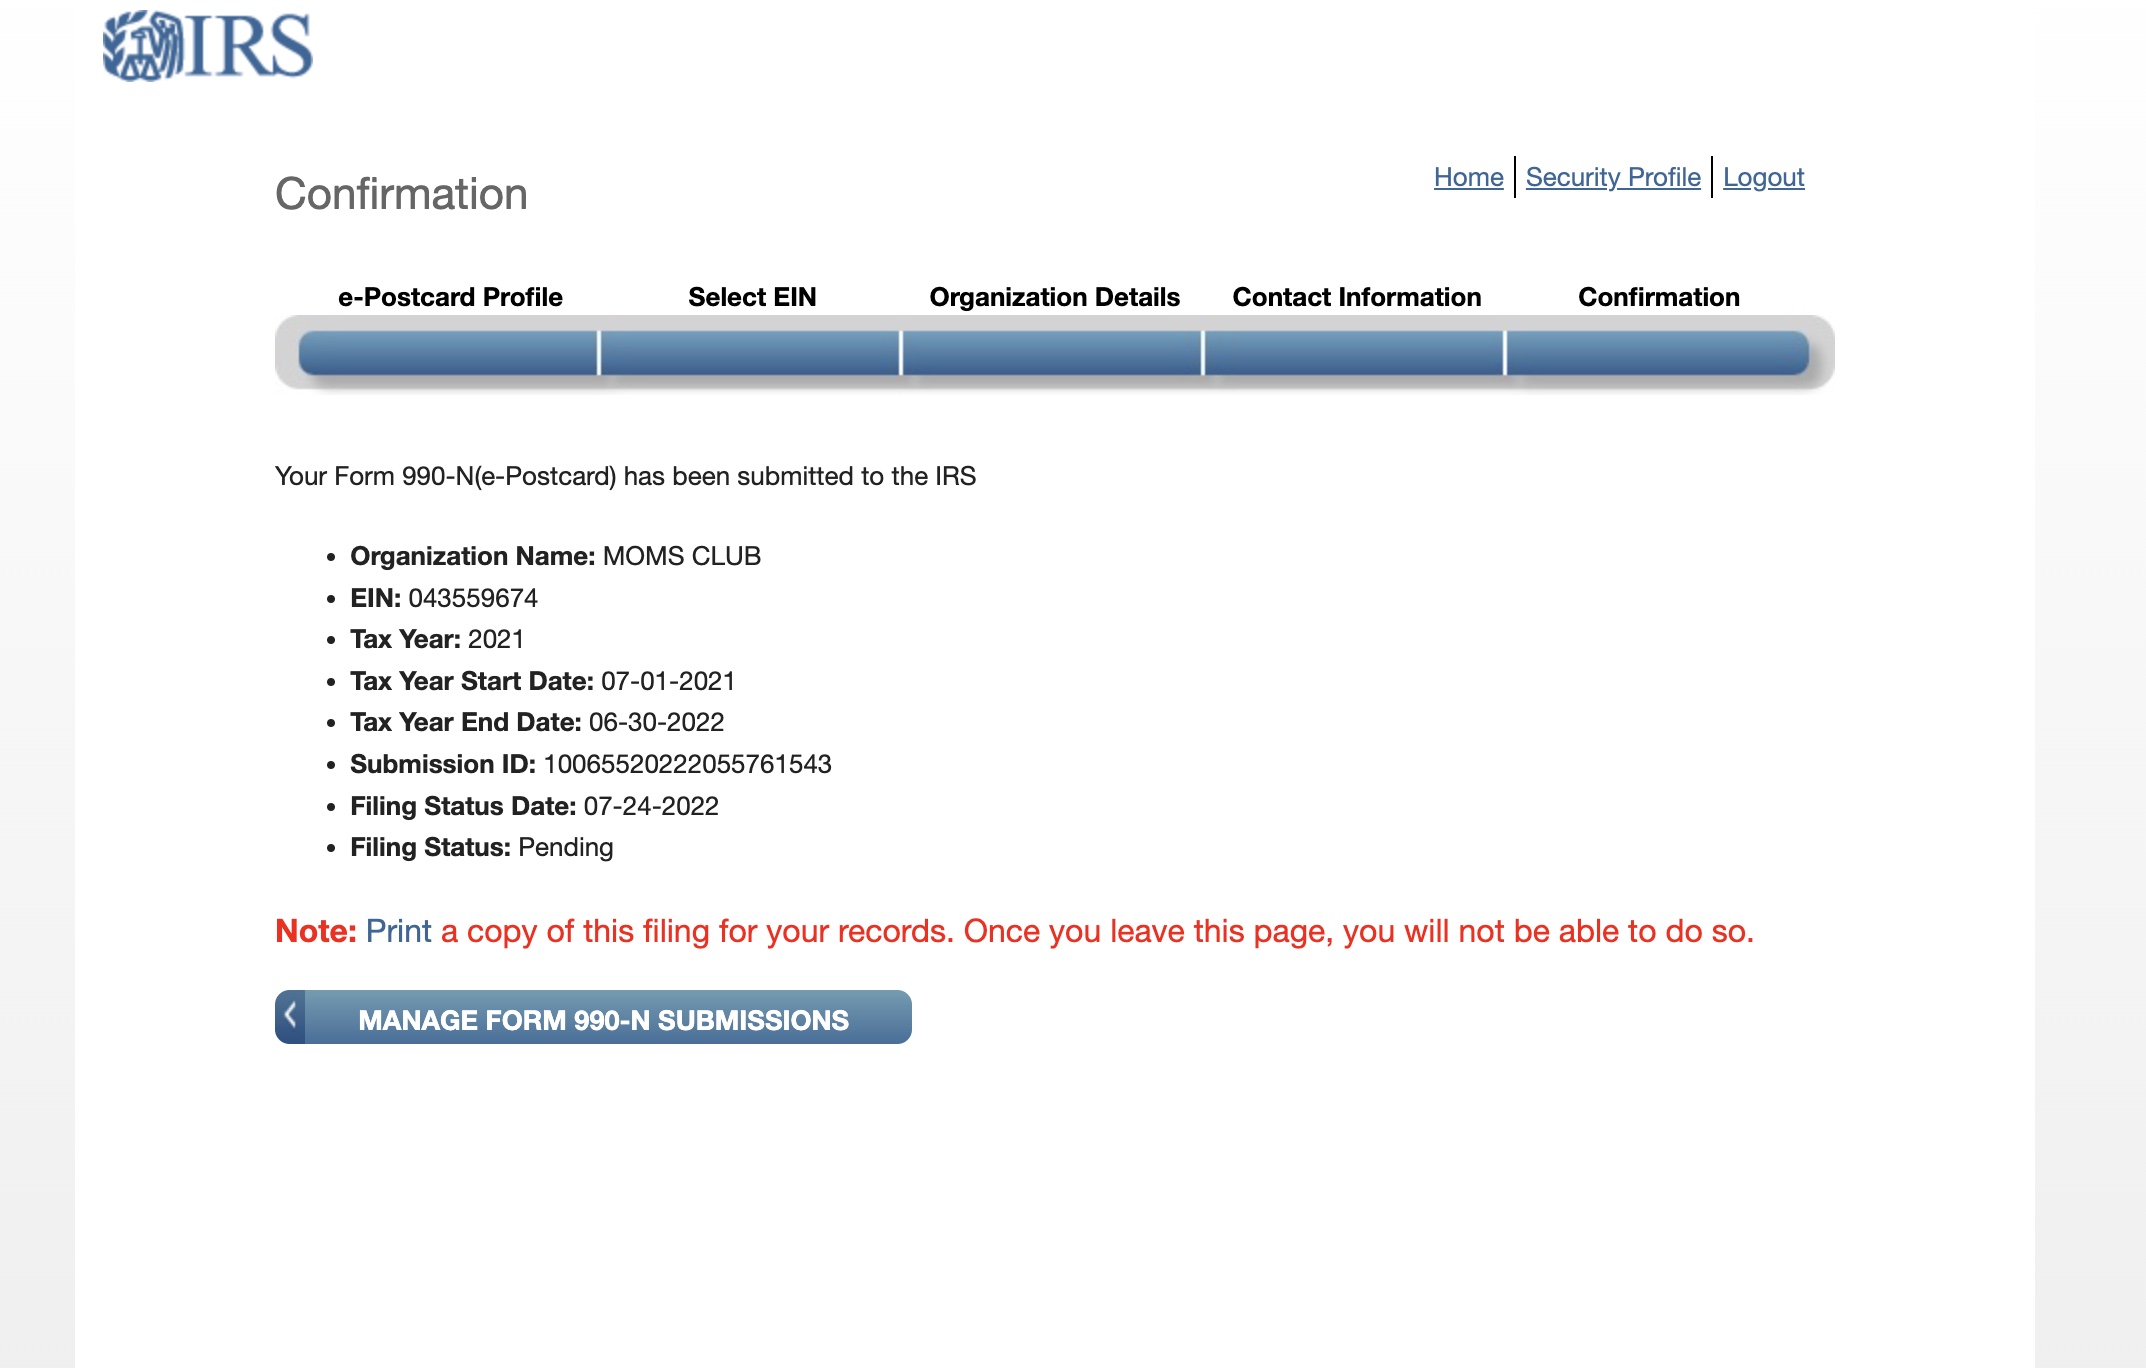 IRS
Home Security Profile Logout
Confirmation
e-Postcard Profile Select EIN Organization Details Contact Information Confirmation
Your Form 990-N(e-Postcard) has been submitted to the IRS
• Organization Name: MOMS CLUB
• EIN: 043559674
• Tax Year: 2021
• Tax Year Start Date: 07-01-2021
• Tax Year End Date: 06-30-2022
• Submission ID: 10065520222055761543
• Filing Status Date: 07-24-2022
• Filing Status: Pending
Note: Print a copy of this filing for your records. Once you leave this page, you will not be able to do so.
MANAGE FORM 990-N SUBMISSIONS